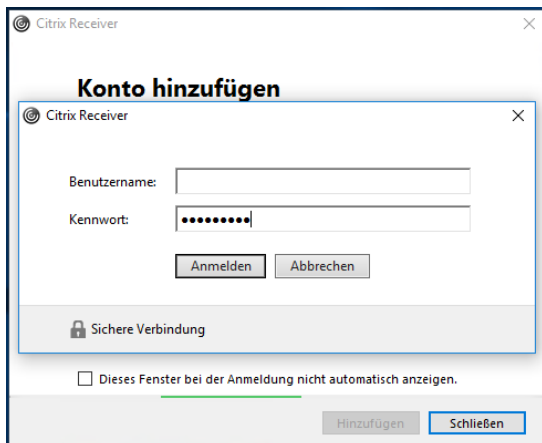 Citrix Receiver
Konto hinzufügen
Citrix Receiver
Benutzername:
Kennwort: •••••••••
Anmelden Abbrechen
Sichere Verbindung
Dieses Fenster bei der Anmeldung nicht automatisch anzeigen.
Hinzufügen Schließen